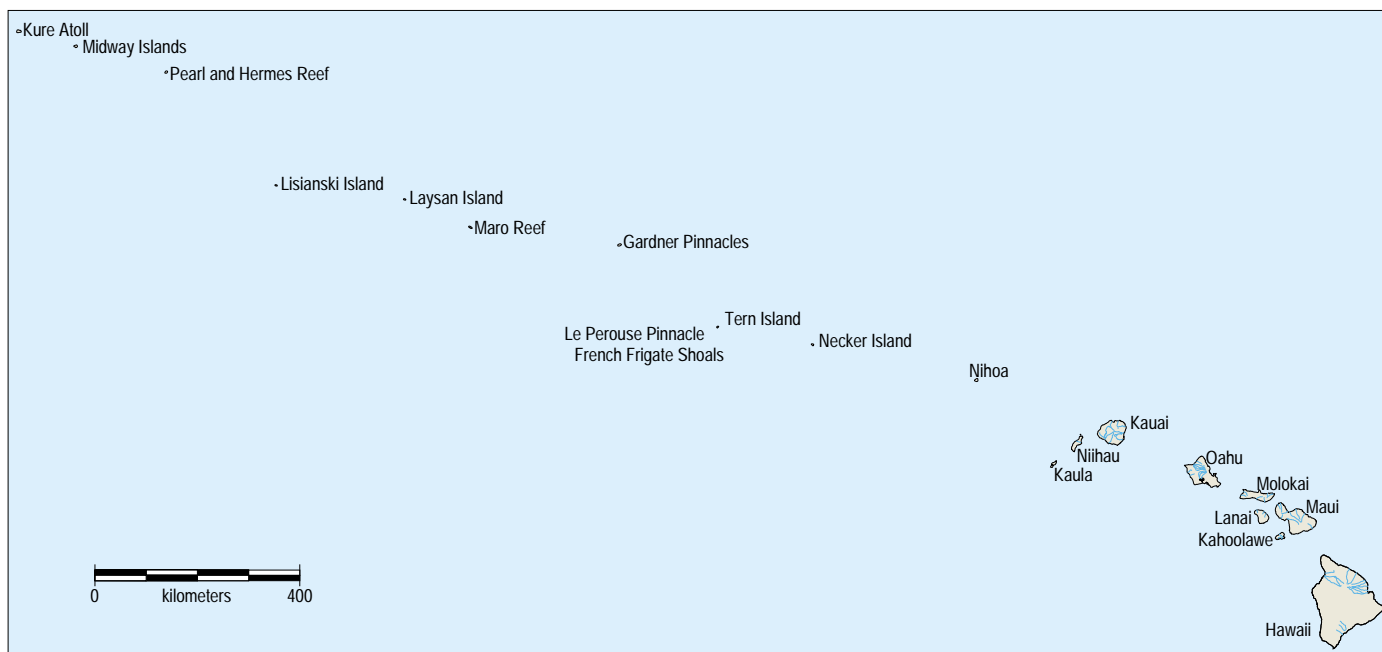 Kure Atoll
Midway Islands
Pearl and Hermes Reef
Lisianski Island
Laysan Island
Maro Reef
Gardner Pinnacles
Tern Island
Le Perouse Pinnacle
French Frigate Shoals
Necker Island
Nihoa
Kauai
Niihau
Kaula
Oahu
Molokai
Lanai
Maui
Kahoolawe
0 kilometers 400
Hawaii